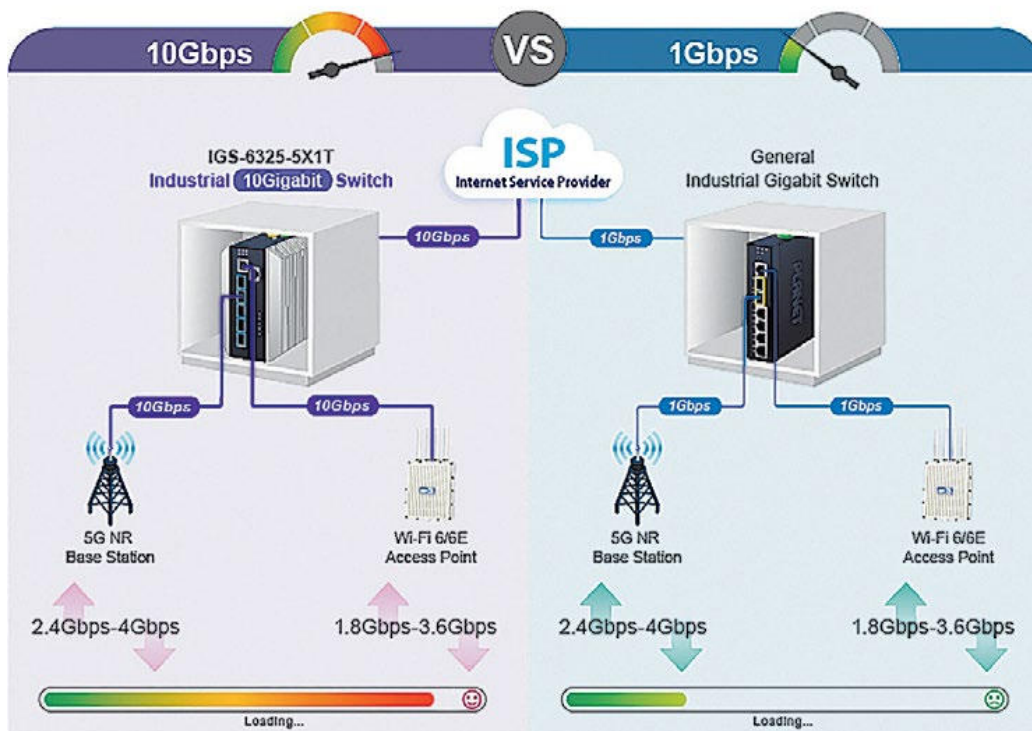 10Gbps
VS
1Gbps
ISP
Internet Service Provider
IGS-6325-5X1T
Industrial 10Gigabit Switch
General
Industrial Gigabit Switch
10Gbps
1Gbps
PLANET
10Gbps
10Gbps
1Gbps
1Gbps
5G NR
Base Station
Wi-Fi 6/6E
Access Point
5G NR
Base Station
Wi-Fi 6/6E
Access Point
2.4Gbps-4Gbps
1.8Gbps-3.6Gbps
2.4Gbps-4Gbps
1.8Gbps-3.6Gbps
Loading...
Loading...